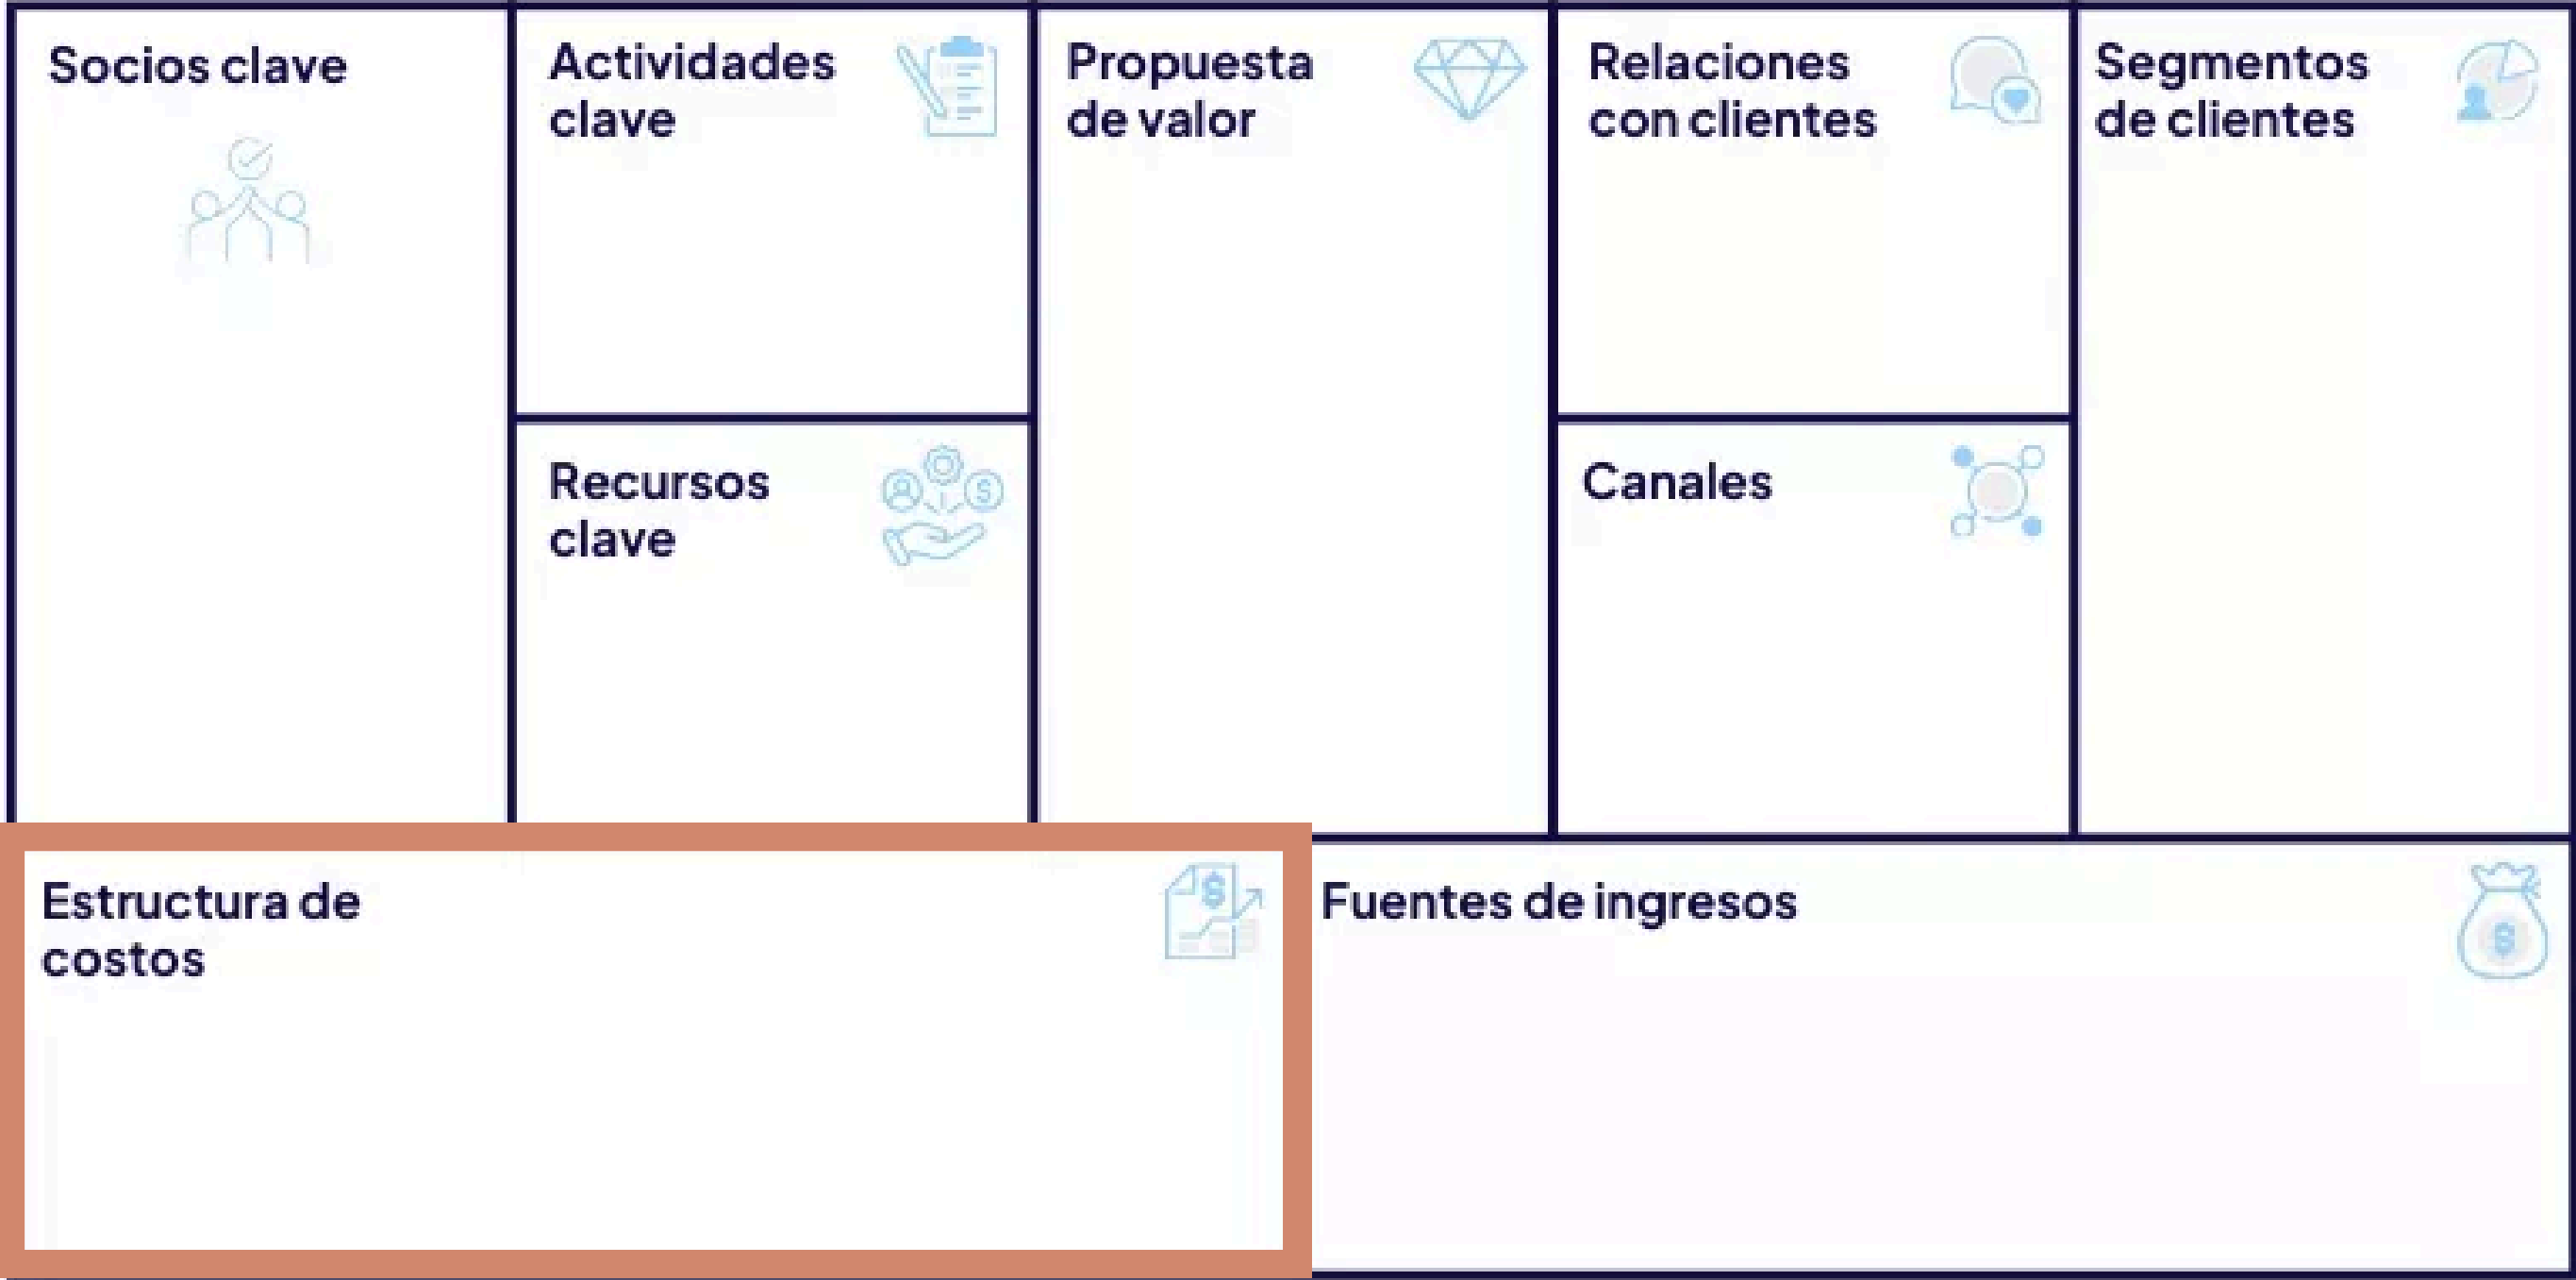 Socios clave
Actividades
clave
Recursos
clave
Propuesta
de valor
Relaciones
con clientes
Canales
Segmentos
de clientes
Estructura de
costos
Fuentes de ingresos